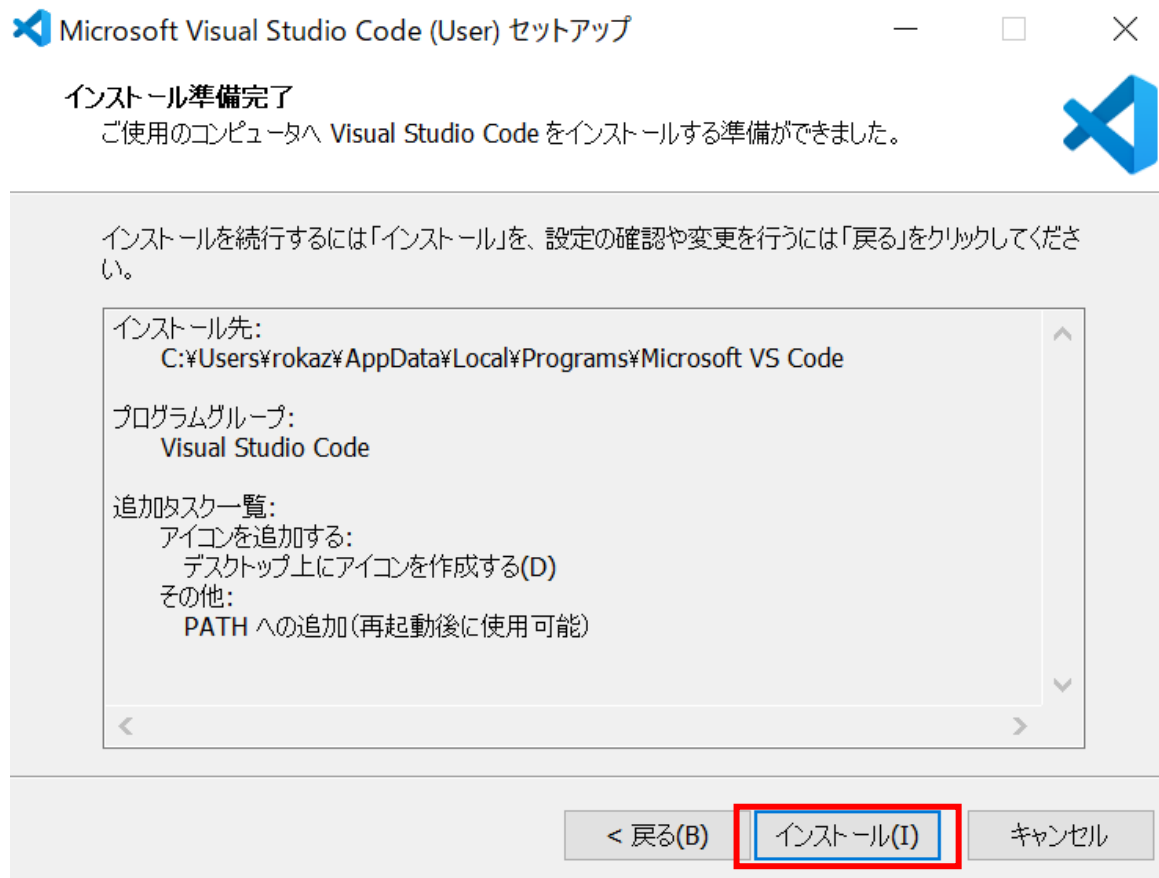 Microsoft Visual Studio Code (User) セットアップ
インストール準備完了
ご使用のコンピュータへ Visual Studio Code をインストールする準備ができました。
インストールを続行するには「インストール」を、設定の確認や変更を行うには「戻る」をクリックしてくださ
い。
インストール先:
C:¥Users¥rokaz¥AppData¥Local¥Programs¥Microsoft VS Code
プログラムグループ:
Visual Studio Code
追加タスク一覧:
アイコンを追加する:
デスクトップ上にアイコンを作成する(D)
その他:
PATH への追加(再起動後に使用可能)
< 戻る(B)
インストール(I)
キャンセル